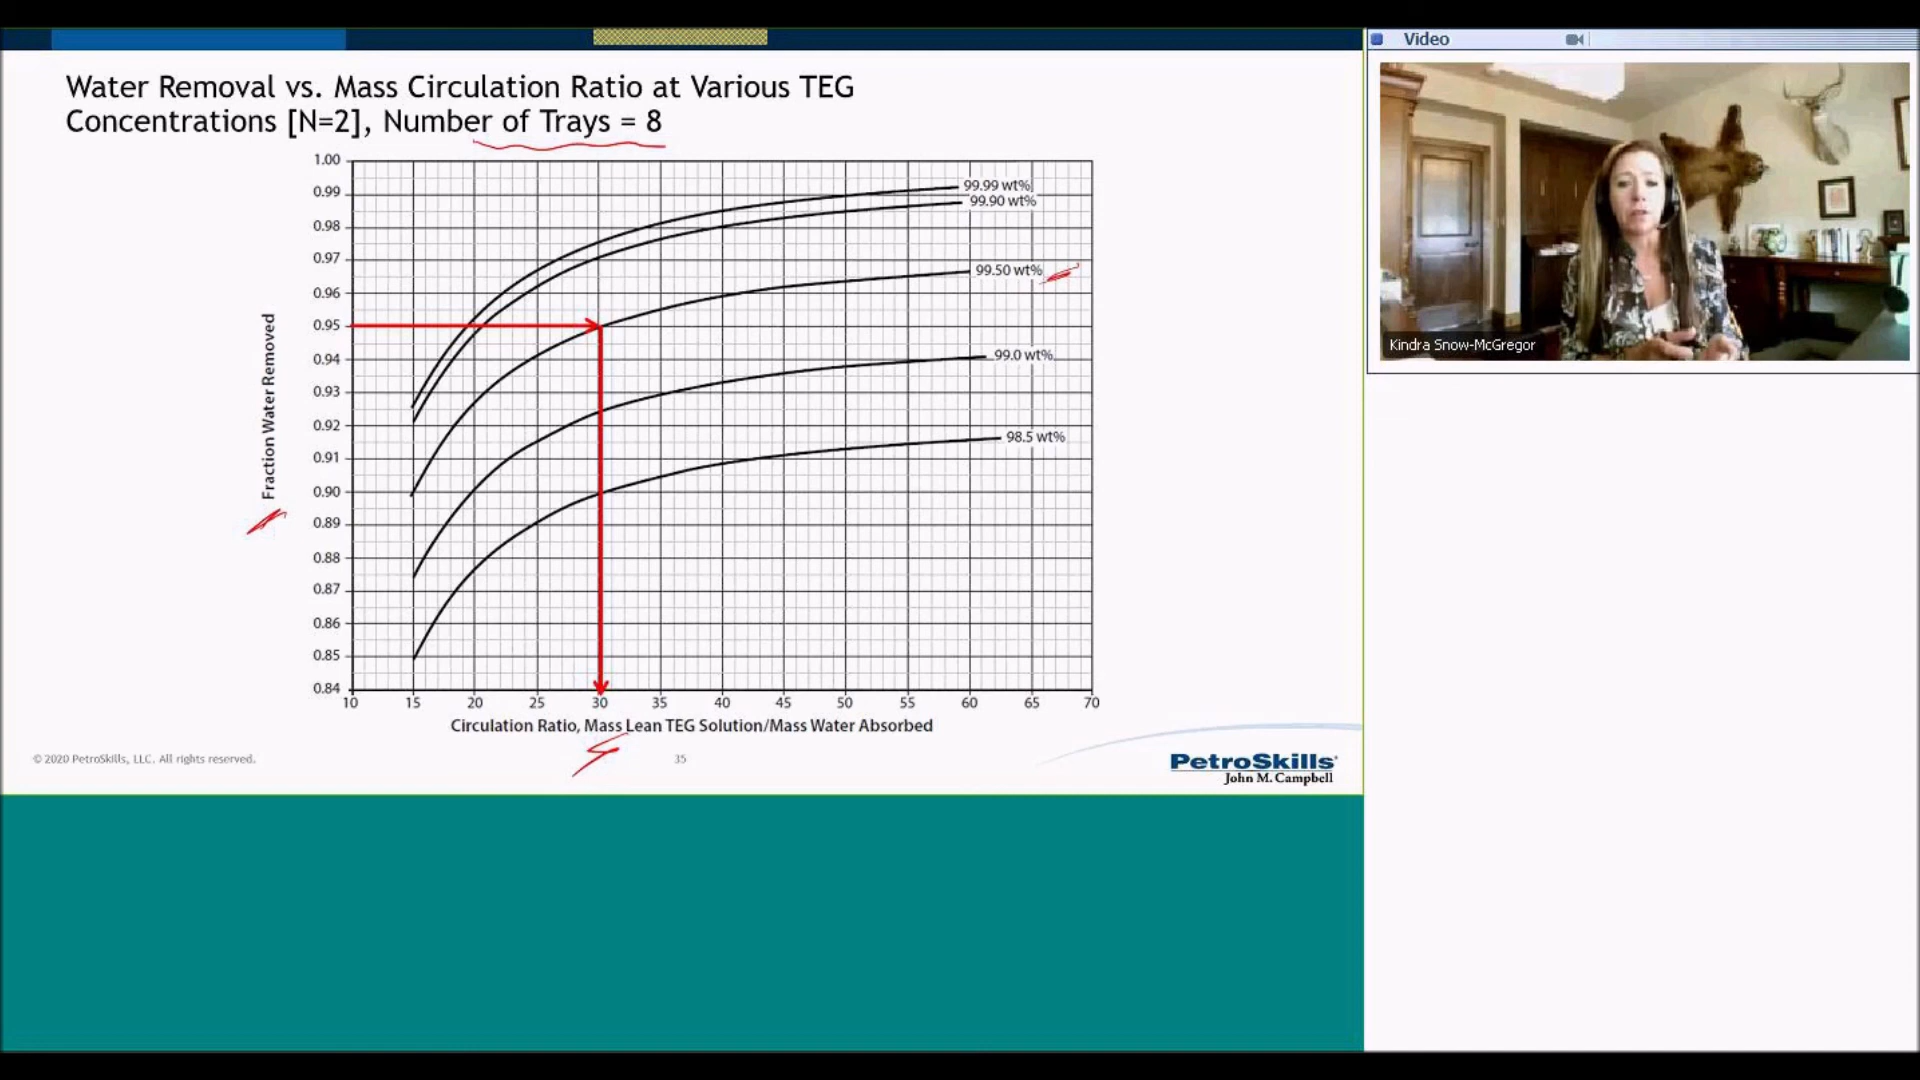 Water Removal vs. Mass Circulation Ratio at Various TEG
Concentrations [N=2], Number of Trays = 8
1.00
0.99
0.98
0.97
0.96
0.95
0.94
0.93
0.92
0.91
0.90
0.89
0.88
0.87
0.86
0.85
0.84
Fraction Water Removed
99.99 wt%
99.90 wt%
99.50 wt%
99.0 wt%
98.5 wt%
10 15 20 25 30 35 40 45 50 55 60 65 70
Circulation Ratio, Mass Lean TEG Solution/Mass Water Absorbed
© 2020 PetroSkills, LLC. All rights reserved.
35
PetroSkills
John M. Campbell
Video
Kindra Snow-McGregor